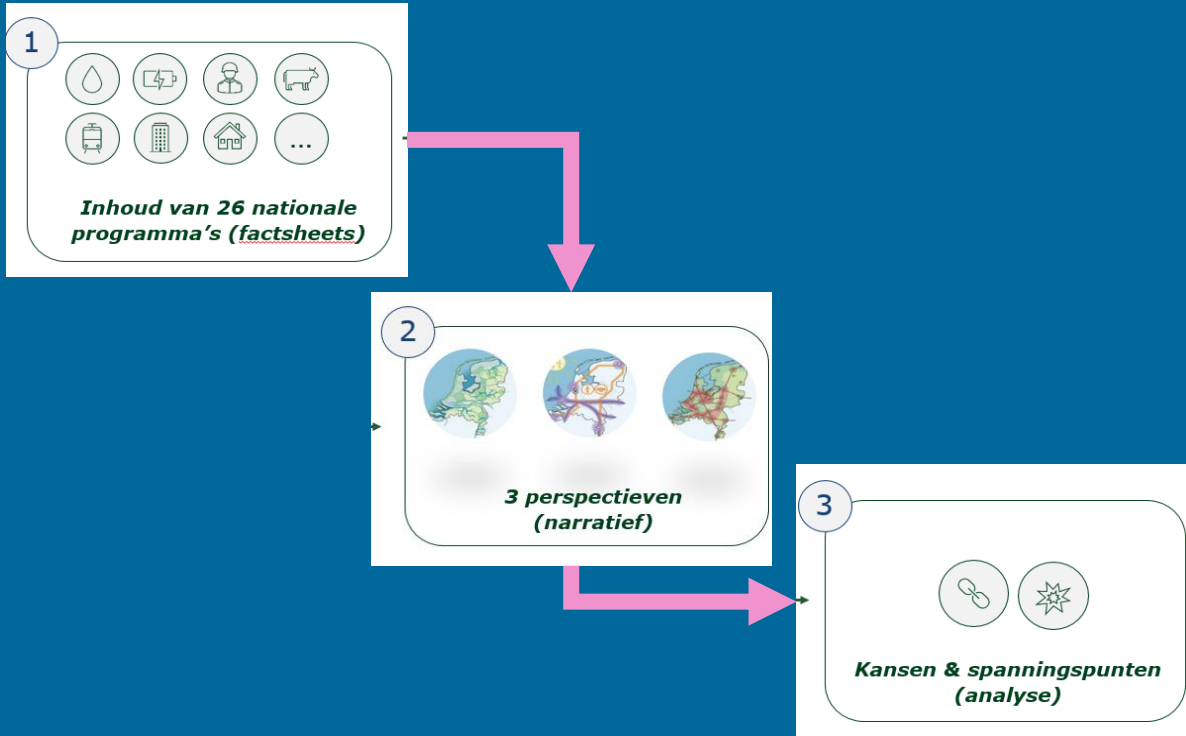 1
...
Inhoud van 26 nationale
programma's (factsheets)
2
3 perspectieven
(narratief)
3
Kansen & spanningspunten
(analyse)